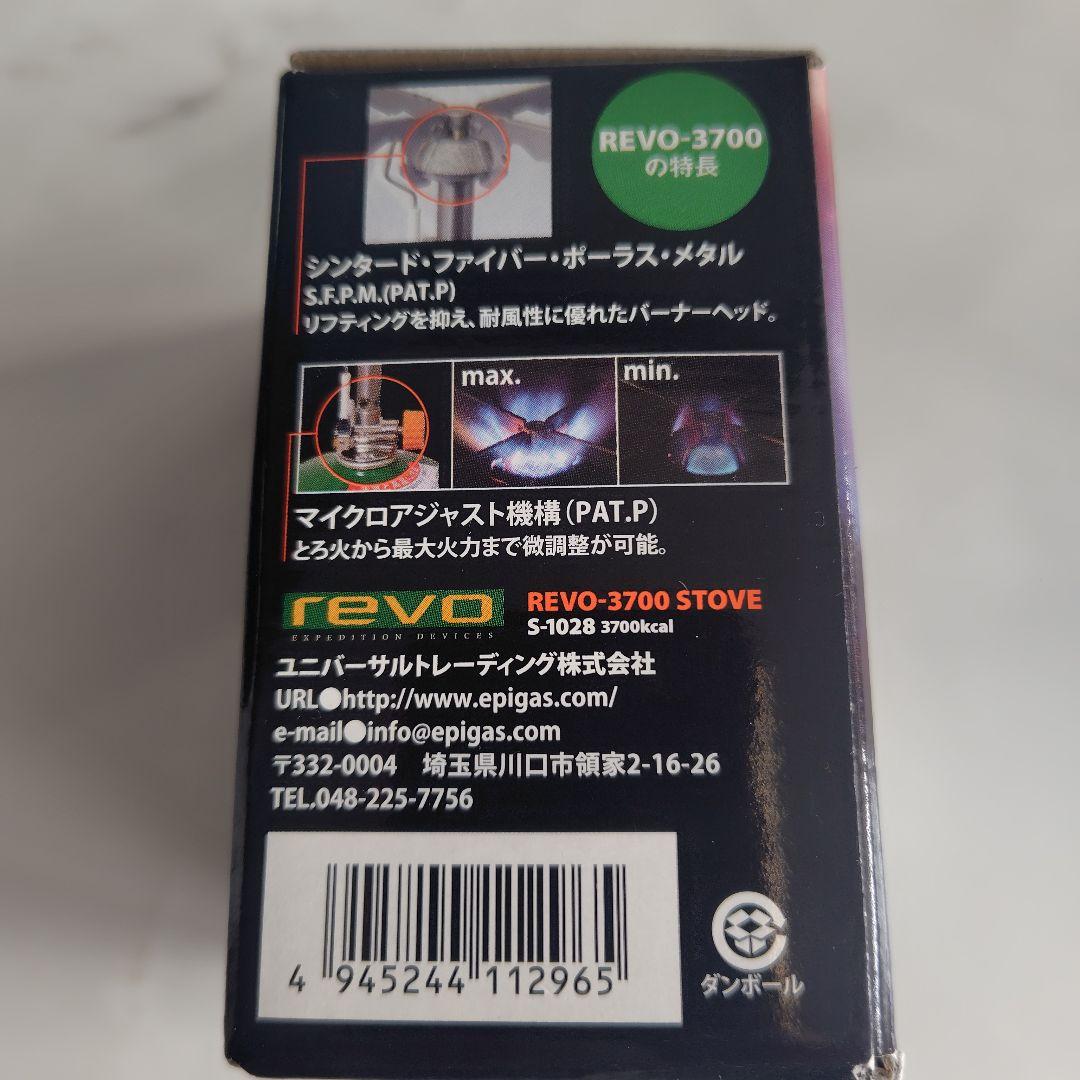 REVO-3700
の特長
シンタード・ファイバー・ポーラス・メタル
S.F.P.M.(PAT.P)
リフティングを抑え、耐風性に優れたバーナーヘッド。
max.
min.
マイクロアジャスト機構(PAT.P)
とろ火から最大火力まで微調整が可能。
revo
EXPEDITION DEVICES
REVO-3700 STOVE
S-1028 3700kcal
ユニバーサルトレーディング株式会社
URL●http://www.epigas.com/
e-mail●info@epigas.com
〒332-0004 埼玉県川口市領家2-16-26
TEL.048-225-7756
4 945244 112965
ダンボール